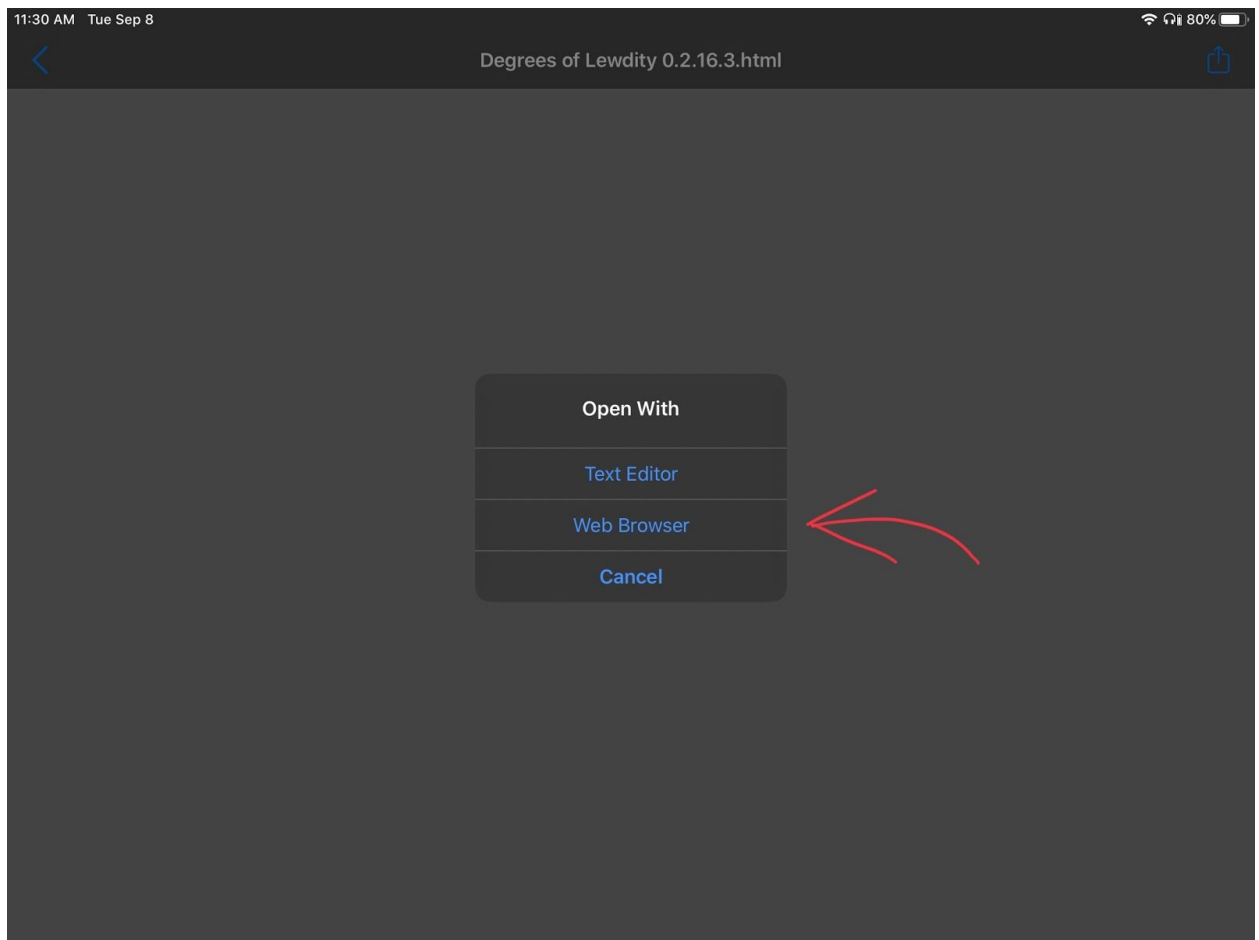 11:30 AM Tue Sep 8 80%
Degrees of Lewdity 0.2.16.3.html
Open With
Text Editor
Web Browser
Cancel